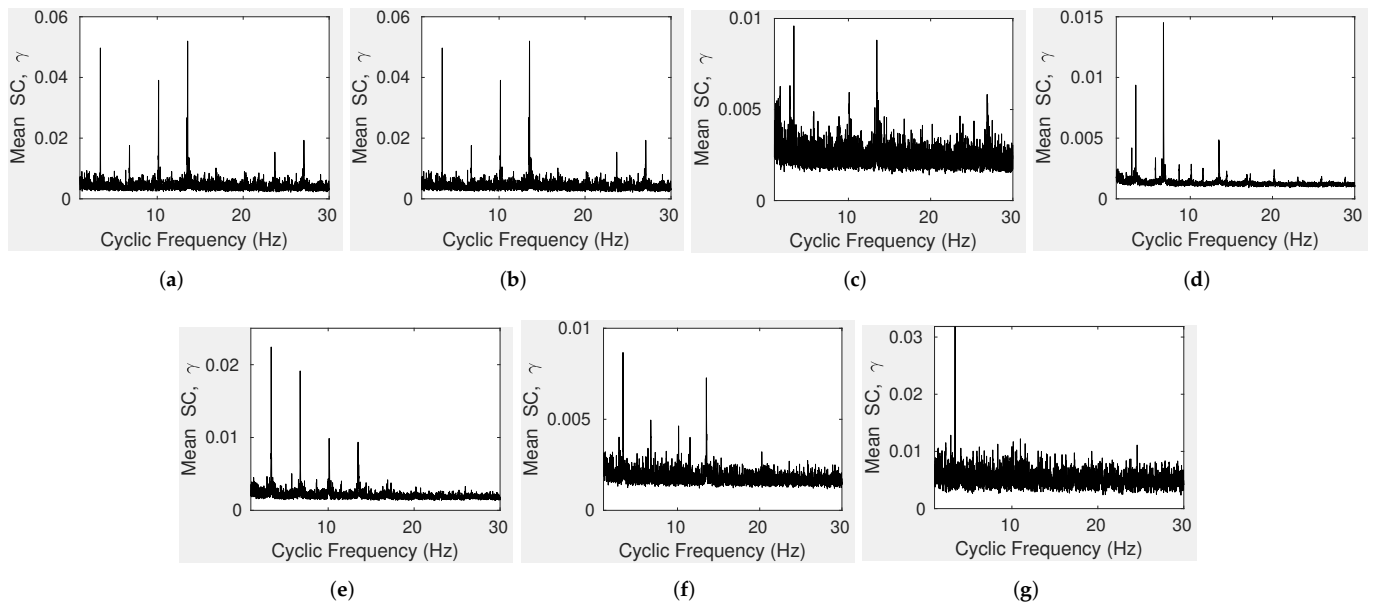 0.06
0.04
0.02
0
Mean SC, γ
10
20
30
Cyclic Frequency (Hz)
(a)
0.06
0.04
0.02
0
Mean SC, γ
10
20
30
Cyclic Frequency (Hz)
(b)
0.01
0.005
0
Mean SC, γ
10
20
30
Cyclic Frequency (Hz)
(c)
0.015
0.01
0.005
0
Mean SC, γ
10
20
30
Cyclic Frequency (Hz)
(d)
0.02
0.01
0
Mean SC, γ
10
20
30
Cyclic Frequency (Hz)
(e)
0.01
0.005
0
Mean SC, γ
10
20
30
Cyclic Frequency (Hz)
(f)
0.03
0.02
0.01
0
Mean SC, γ
10
20
30
Cyclic Frequency (Hz)
(g)